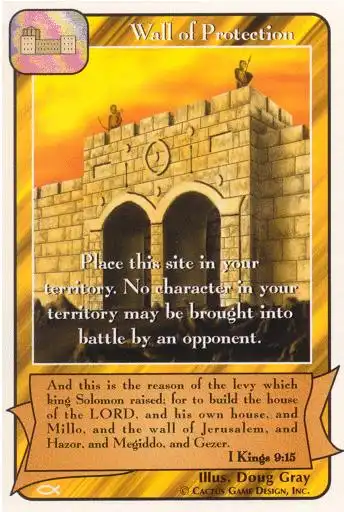 Wall of Protection
Place this site in your
territory. No character in your
territory may be brought into
battle by an opponent.
And this is the reason of the levy which
king Solomon raised; for to build the house
of the LORD, and his own house, and
Millo, and the wall of Jerusalem, and
Hazor, and Megiddo, and Gezer.
I Kings 9:15
Illus. Doug Gray
© Cactus Game Design, Inc.